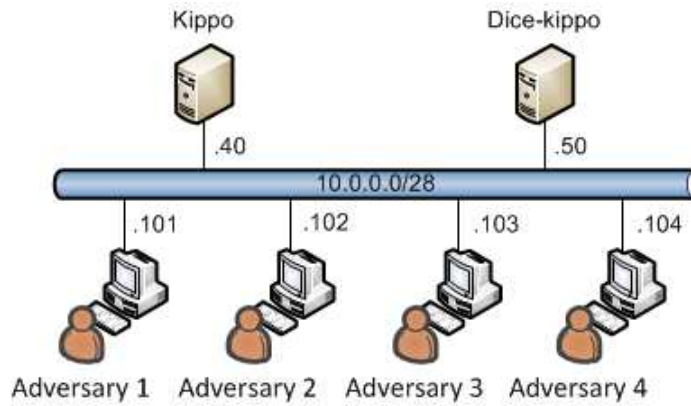 Kippo
Dice-kippo
.40
.50
10.0.0.0/28
.101
.102
.103
.104
Adversary 1
Adversary 2
Adversary 3
Adversary 4